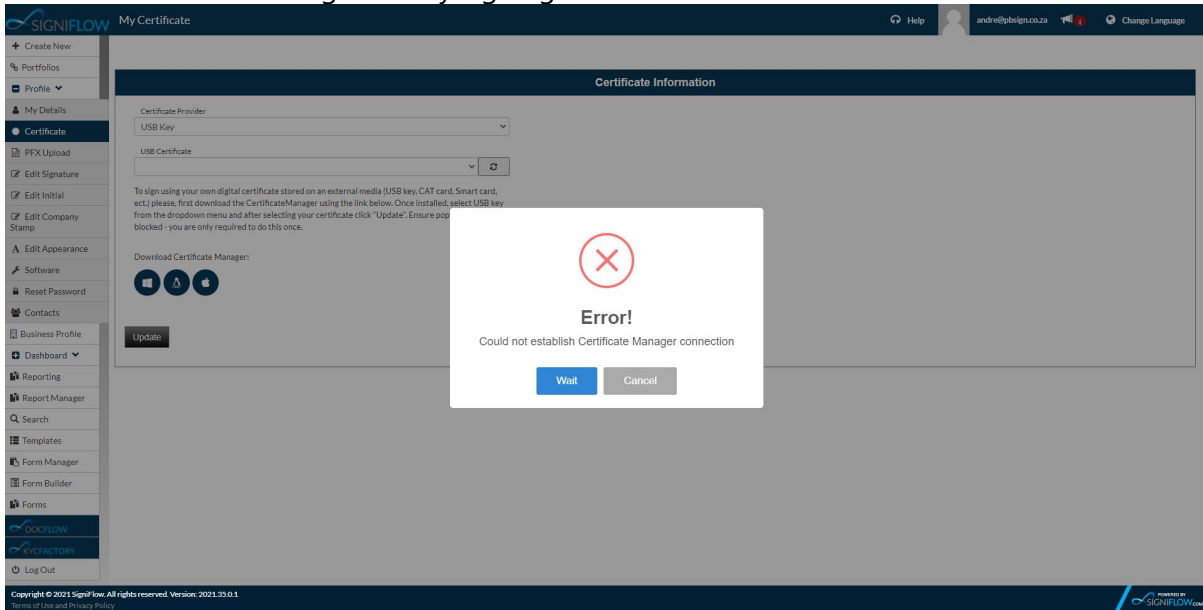 SIGNIFLOW
My Certificate
Help
andre@pbsign.co.za
4
Change Language
Create New
Portfolios
Profile
My Details
Certificate
PFX Upload
Edit Signature
Edit Initial
Edit Company
Stamp
Edit Appearance
Software
Reset Password
Contacts
Business Profile
Dashboard
Reporting
Report Manager
Search
Templates
Form Manager
Form Builder
Forms
DOCFLOW
KYCFACTORY
Log Out
Certificate Information
Certificate Provider
USB Key
USB Certificate
To sign using your own digital certificate stored on an external media (USB key, CAT card, Smart card,
ect.) please, first download the CertificateManager using the link below. Once installed, select USB key
from the dropdown menu and after selecting your certificate click "Update". Ensure pop
blocked - you are only required to do this once.
Download Certificate Manager:
Update
Error!
Could not establish Certificate Manager connection
Wait
Cancel
Copyright © 2021 SigniFlow. All rights reserved. Version: 2021.35.0.1
Terms of Use and Privacy Policy
POWERED BY
SIGNIFLOW.COM